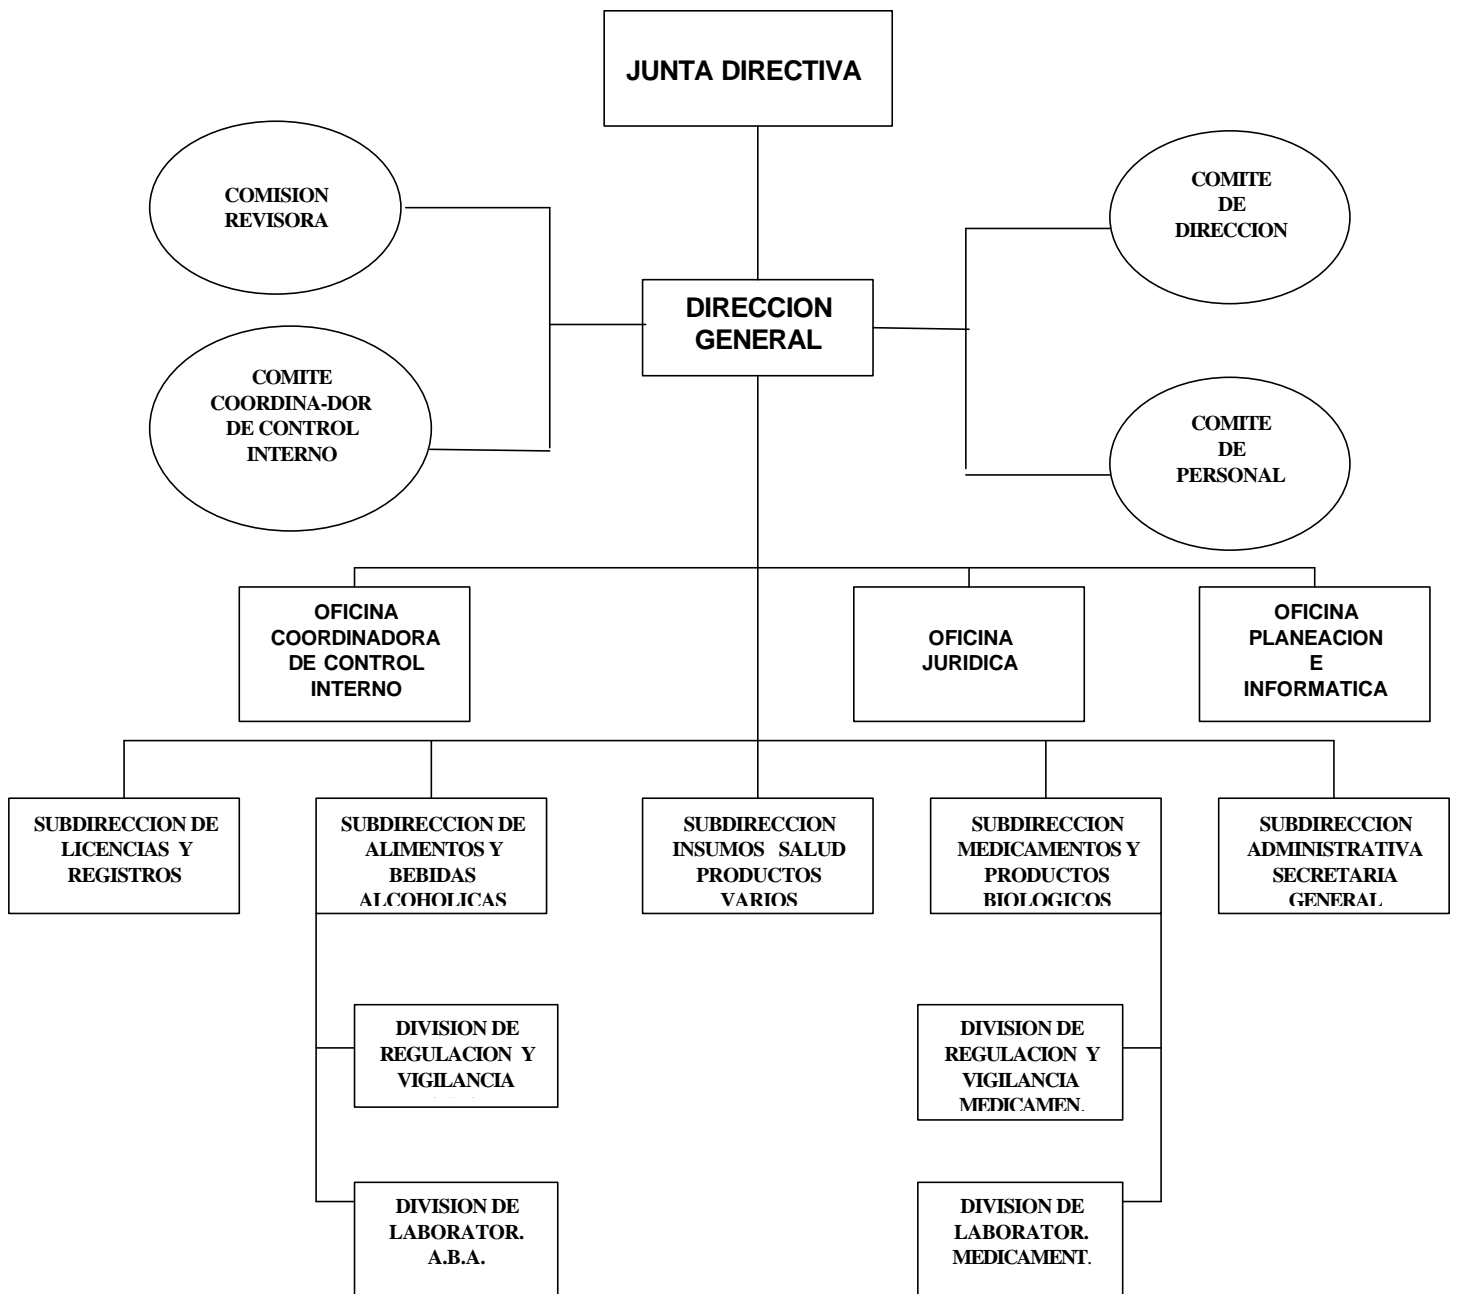 JUNTA DIRECTIVA
COMISION
REVISORA
COMITE
DE
DIRECCION
DIRECCION
GENERAL
COMITE
COORDINA-DOR
DE CONTROL
INTERNO
COMITE
DE
PERSONAL
OFICINA
COORDINADORA
DE CONTROL
INTERNO
OFICINA
JURIDICA
OFICINA
PLANEACION
E
INFORMATICA
SUBDIRECCION DE
LICENCIAS Y
REGISTROS
SUBDIRECCION DE
ALIMENTOS Y
BEBIDAS
ALCOHOLICAS
SUBDIRECCION
INSUMOS SALUD
PRODUCTOS
VARIOS
SUBDIRECCION
MEDICAMENTOS Y
PRODUCTOS
BIOLOGICOS
SUBDIRECCION
ADMINISTRATIVA
SECRETARIA
GENERAL
DIVISION DE
REGULACION Y
VIGILANCIA
DIVISION DE
REGULACION Y
VIGILANCIA
MEDICAMEN.
DIVISION DE
LABORATOR.
A.B.A.
DIVISION DE
LABORATOR.
MEDICAMENT.